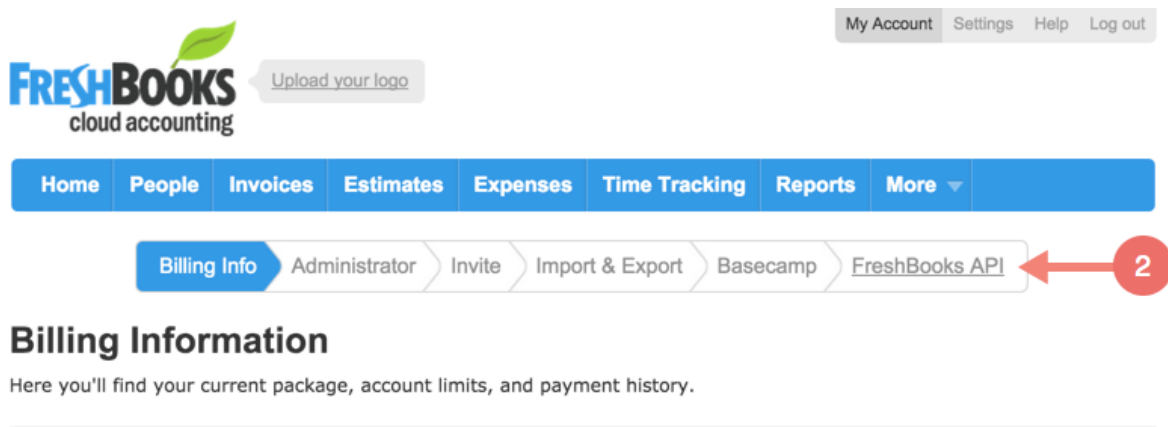 My Account Settings Help Log out
FRESHBOOKS
cloud accounting
Upload your logo
Home People Invoices Estimates Expenses Time Tracking Reports More
Billing Info Administrator Invite Import & Export Basecamp FreshBooks API 2
Billing Information
Here you'll find your current package, account limits, and payment history.